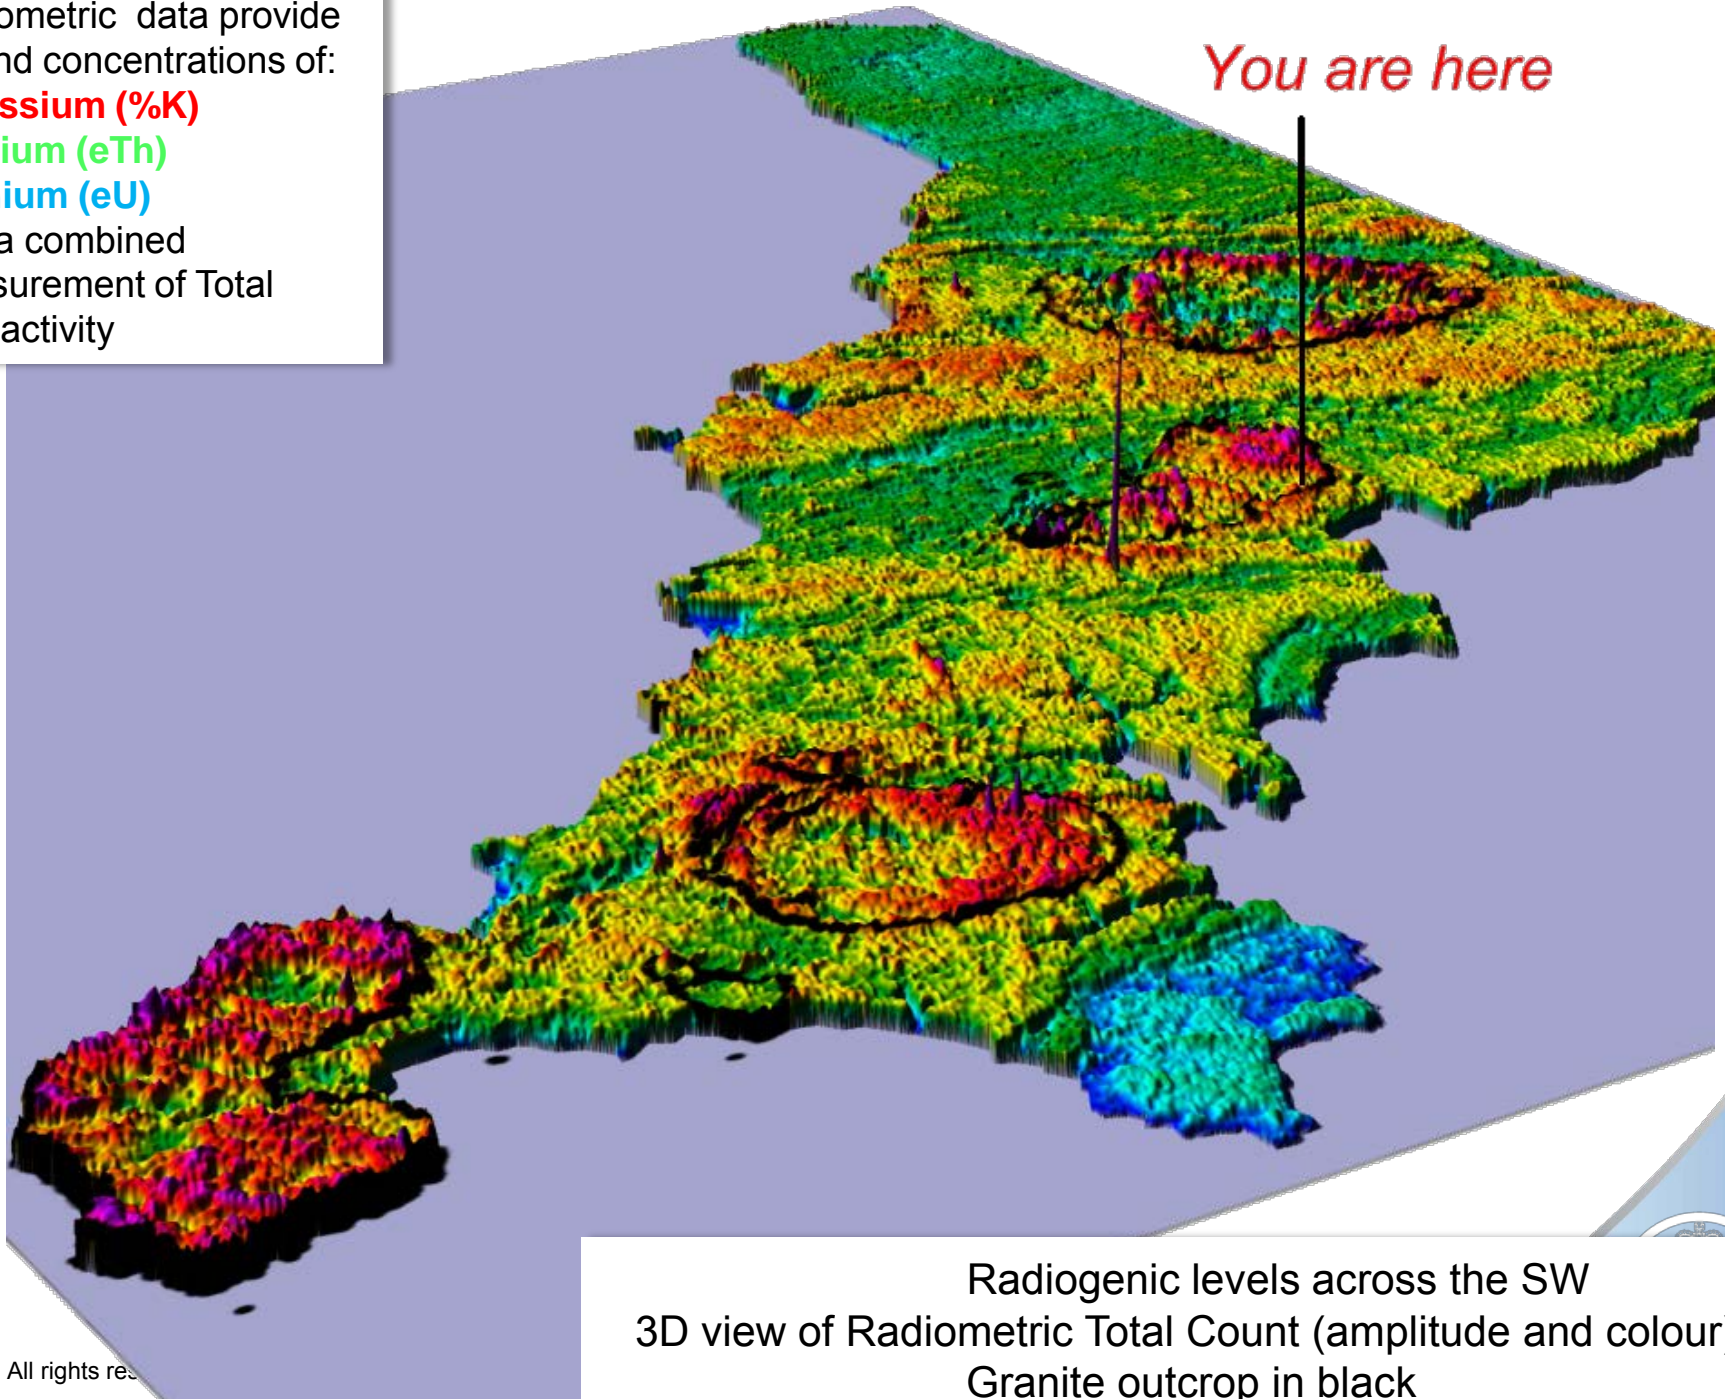 ometric data provide
nd concentrations of:
ssium (%K)
ium (eTh)
ium (eU)
a combined
surement of Total
activity
You are here
Radiogenic levels across the SW
3D view of Radiometric Total Count (amplitude and colour)
Granite outcrop in black
All rights res